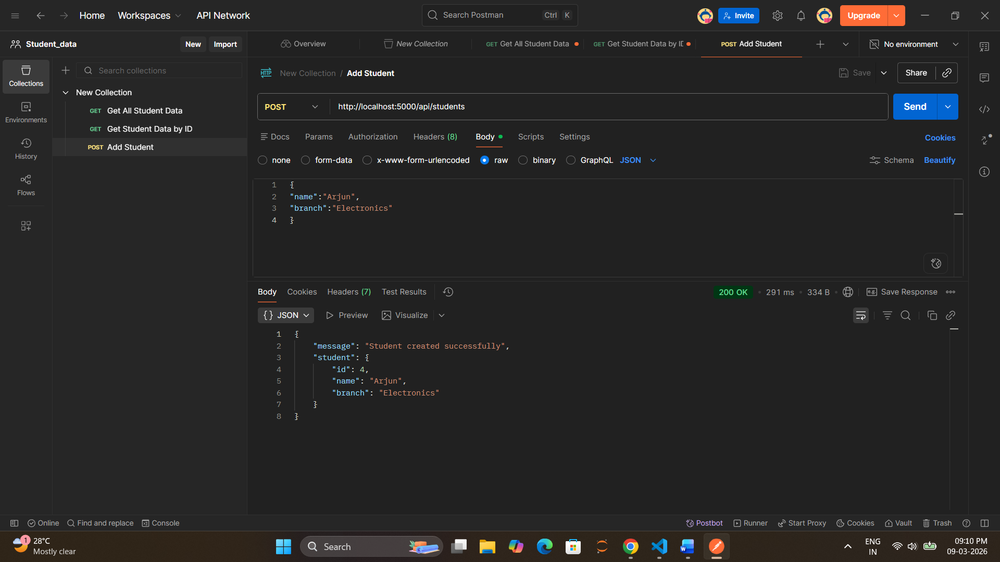 Home Workspaces API Network Search Postman Ctrl K Invite Upgrade
Student_data New Import
Overview New Collection GET Get All Student Data GET Get Student Data by ID POST Add Student No environment
Collections
Environments
History
Flows
Search collections
New Collection
GET Get All Student Data
GET Get Student Data by ID
POST Add Student
HTTP New Collection / Add Student Save Share
POST http://localhost:5000/api/students Send
Docs Params Authorization Headers (8) Body Scripts Settings Cookies
none form-data x-www-form-urlencoded raw binary GraphQL JSON Schema Beautify
1 {
2 "name":"Arjun",
3 "branch":"Electronics"
4 }
Body Cookies Headers (7) Test Results 200 OK • 291 ms • 334 B e.g. Save Response
{} JSON Preview Visualize
1 {
2 "message": "Student created successfully",
3 "student": {
4 "id": 4,
5 "name": "Arjun",
6 "branch": "Electronics"
7 }
8 }
Online Find and replace Console Postbot Runner Start Proxy Cookies Vault Trash
1 28°C
Mostly clear
Search
W
ENG
IN
09:10 PM
09-03-2026